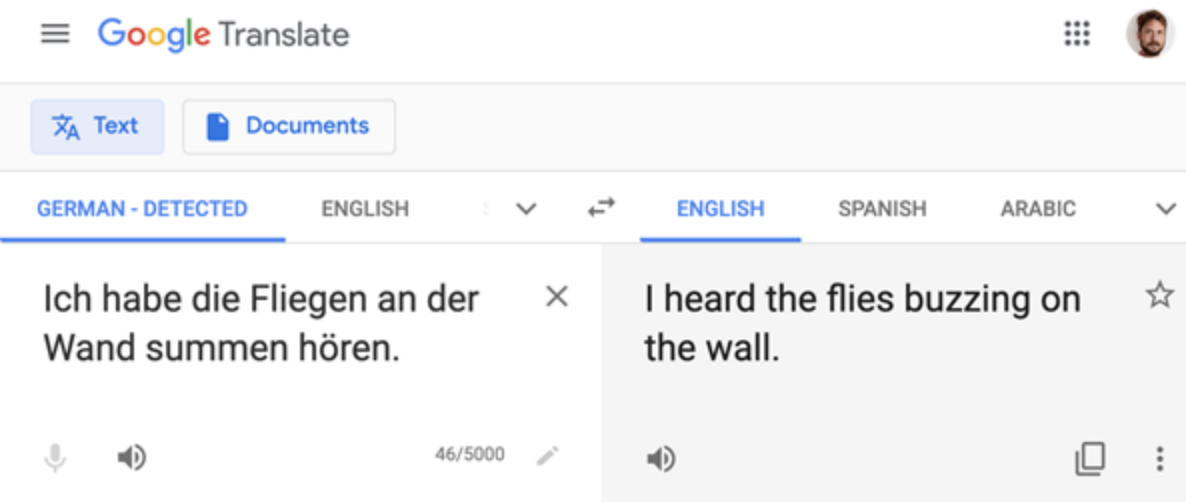 Google Translate
Text
Documents
GERMAN - DETECTED
ENGLISH
ENGLISH
SPANISH
ARABIC
Ich habe die Fliegen an der
Wand summen hören.
I heard the flies buzzing on
the wall.
46/5000